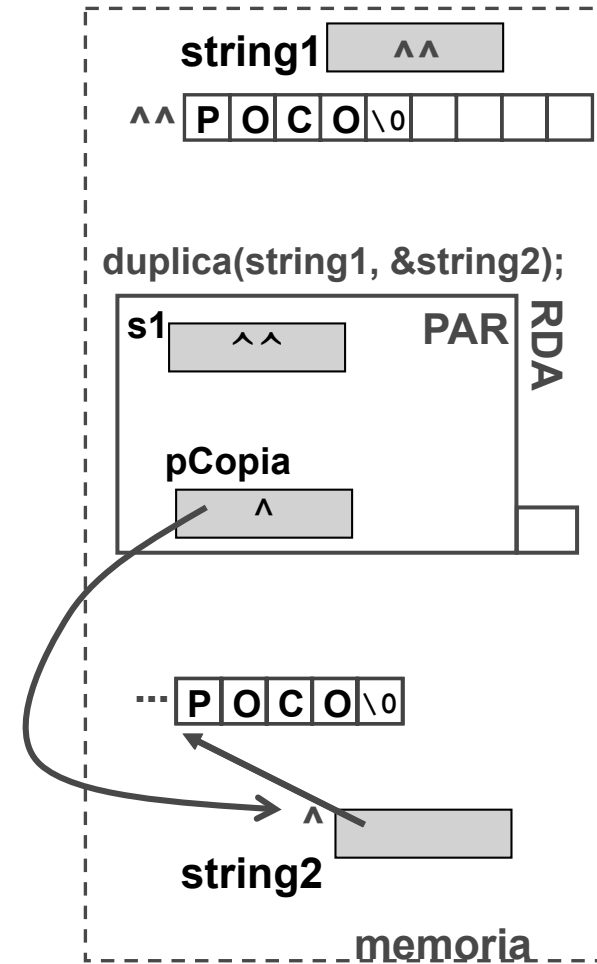 string1 ^^
^^ P O C O \0
duplica(string1, &string2);
s1 ^^ PAR RDA
pCopia
^
... P O C O \0
^
string2
memoria